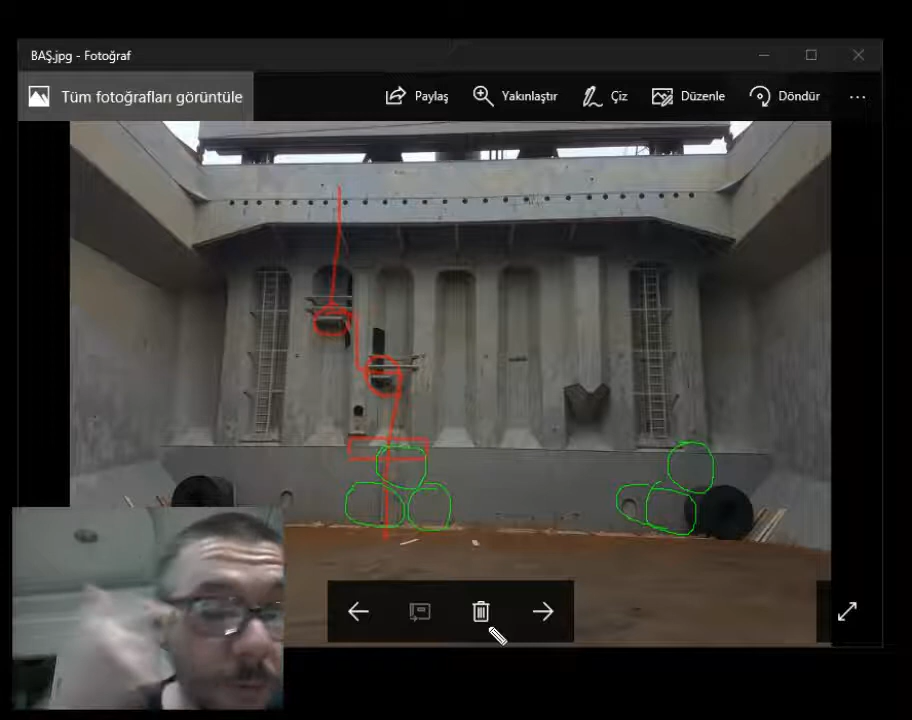 BAŞ.jpg - Fotoğraf
Tüm fotoğrafları görüntüle
Paylaş
Yakınlaştır
Çiz
Düzenle
Döndür